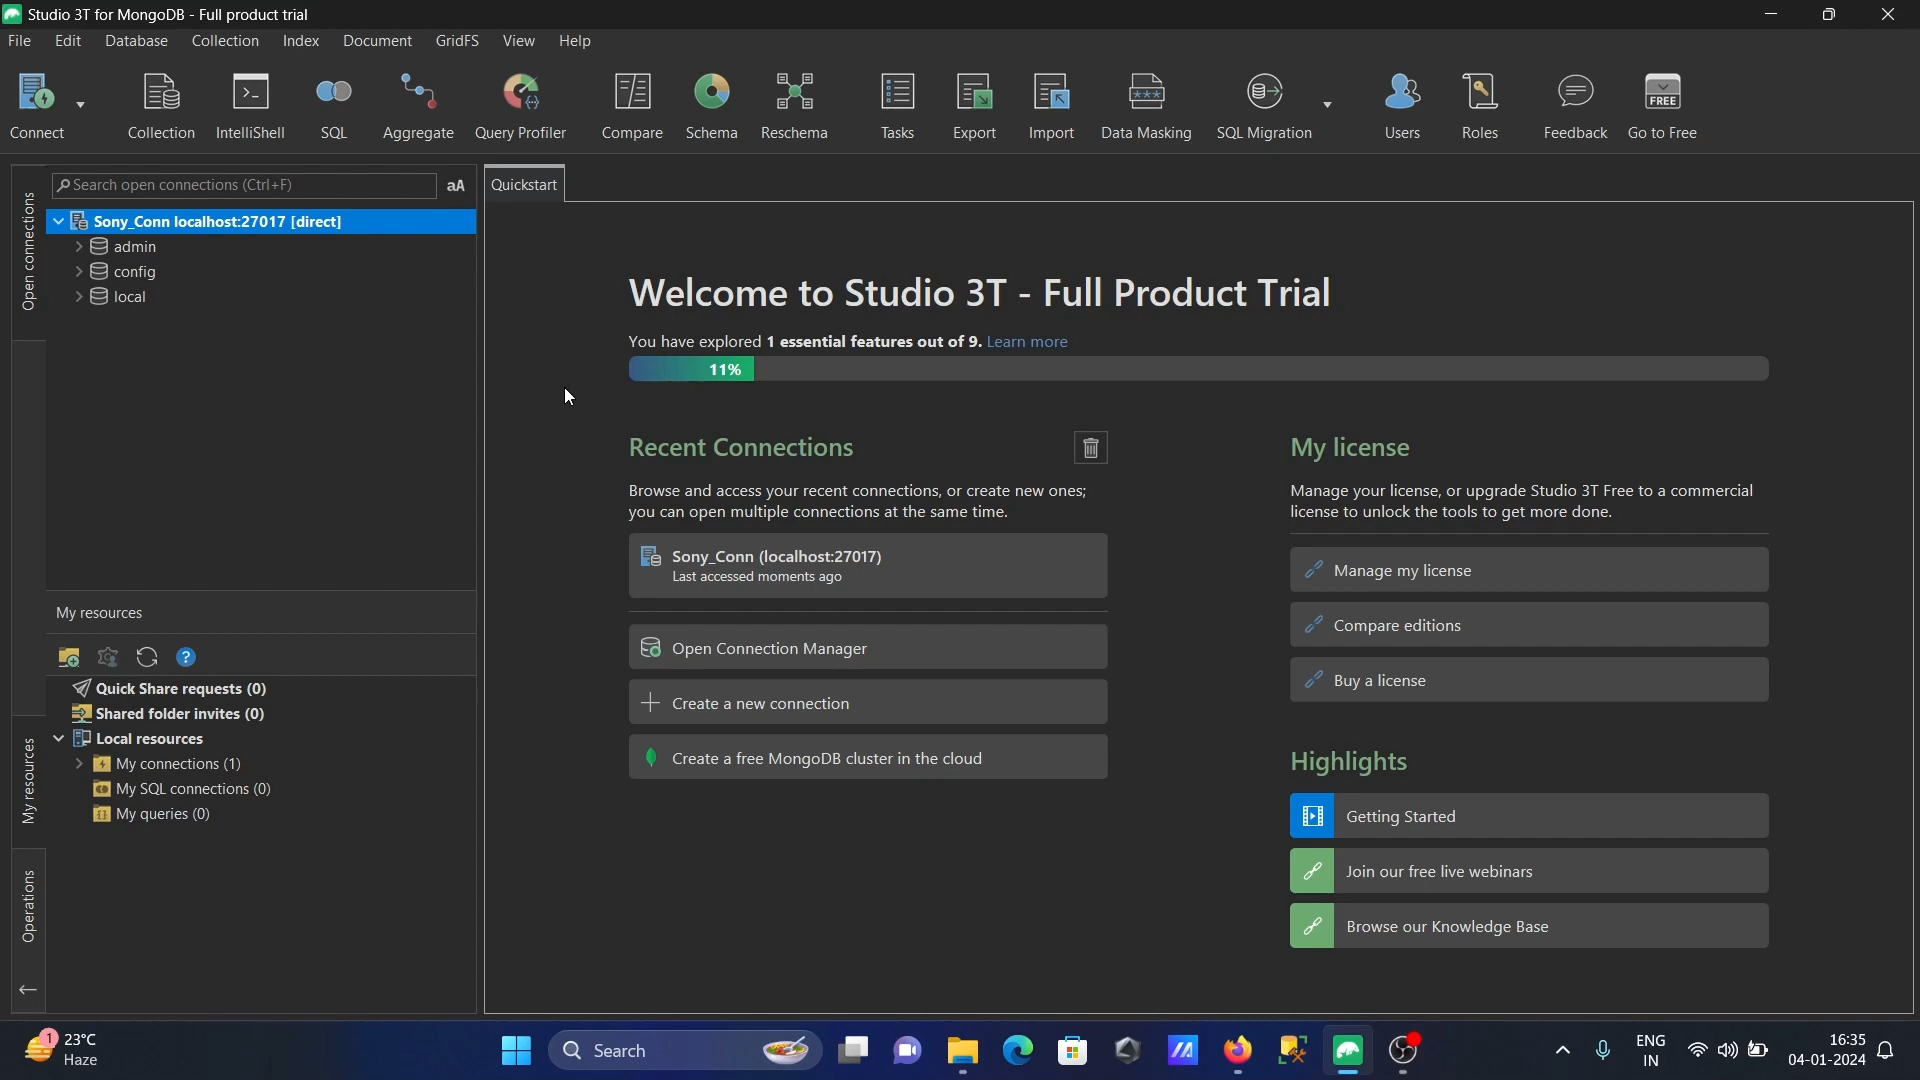 Studio 3T for MongoDB - Full product trial
File Edit Database Collection Index Document GridFS View Help
Connect Collection IntelliShell SQL Aggregate Query Profiler Compare Schema Reschema Tasks Export Import Data Masking SQL Migration Users Roles Feedback Go to Free
FREE
Open connections
Search open connections (Ctrl+F)
aA
Sony_Conn localhost:27017 [direct]
admin
config
local
My resources
My resources
Quick Share requests (0)
Shared folder invites (0)
Local resources
My connections (1)
My SQL connections (0)
My queries (0)
Operations
Quickstart
Welcome to Studio 3T - Full Product Trial
You have explored 1 essential features out of 9. Learn more
11%
Recent Connections
Browse and access your recent connections, or create new ones;
you can open multiple connections at the same time.
Sony_Conn (localhost:27017)
Last accessed moments ago
Open Connection Manager
Create a new connection
Create a free MongoDB cluster in the cloud
My license
Manage your license, or upgrade Studio 3T Free to a commercial
license to unlock the tools to get more done.
Manage my license
Compare editions
Buy a license
Highlights
Getting Started
Join our free live webinars
Browse our Knowledge Base
1
23°C
Haze
Search
ENG
IN
16:35
04-01-2024